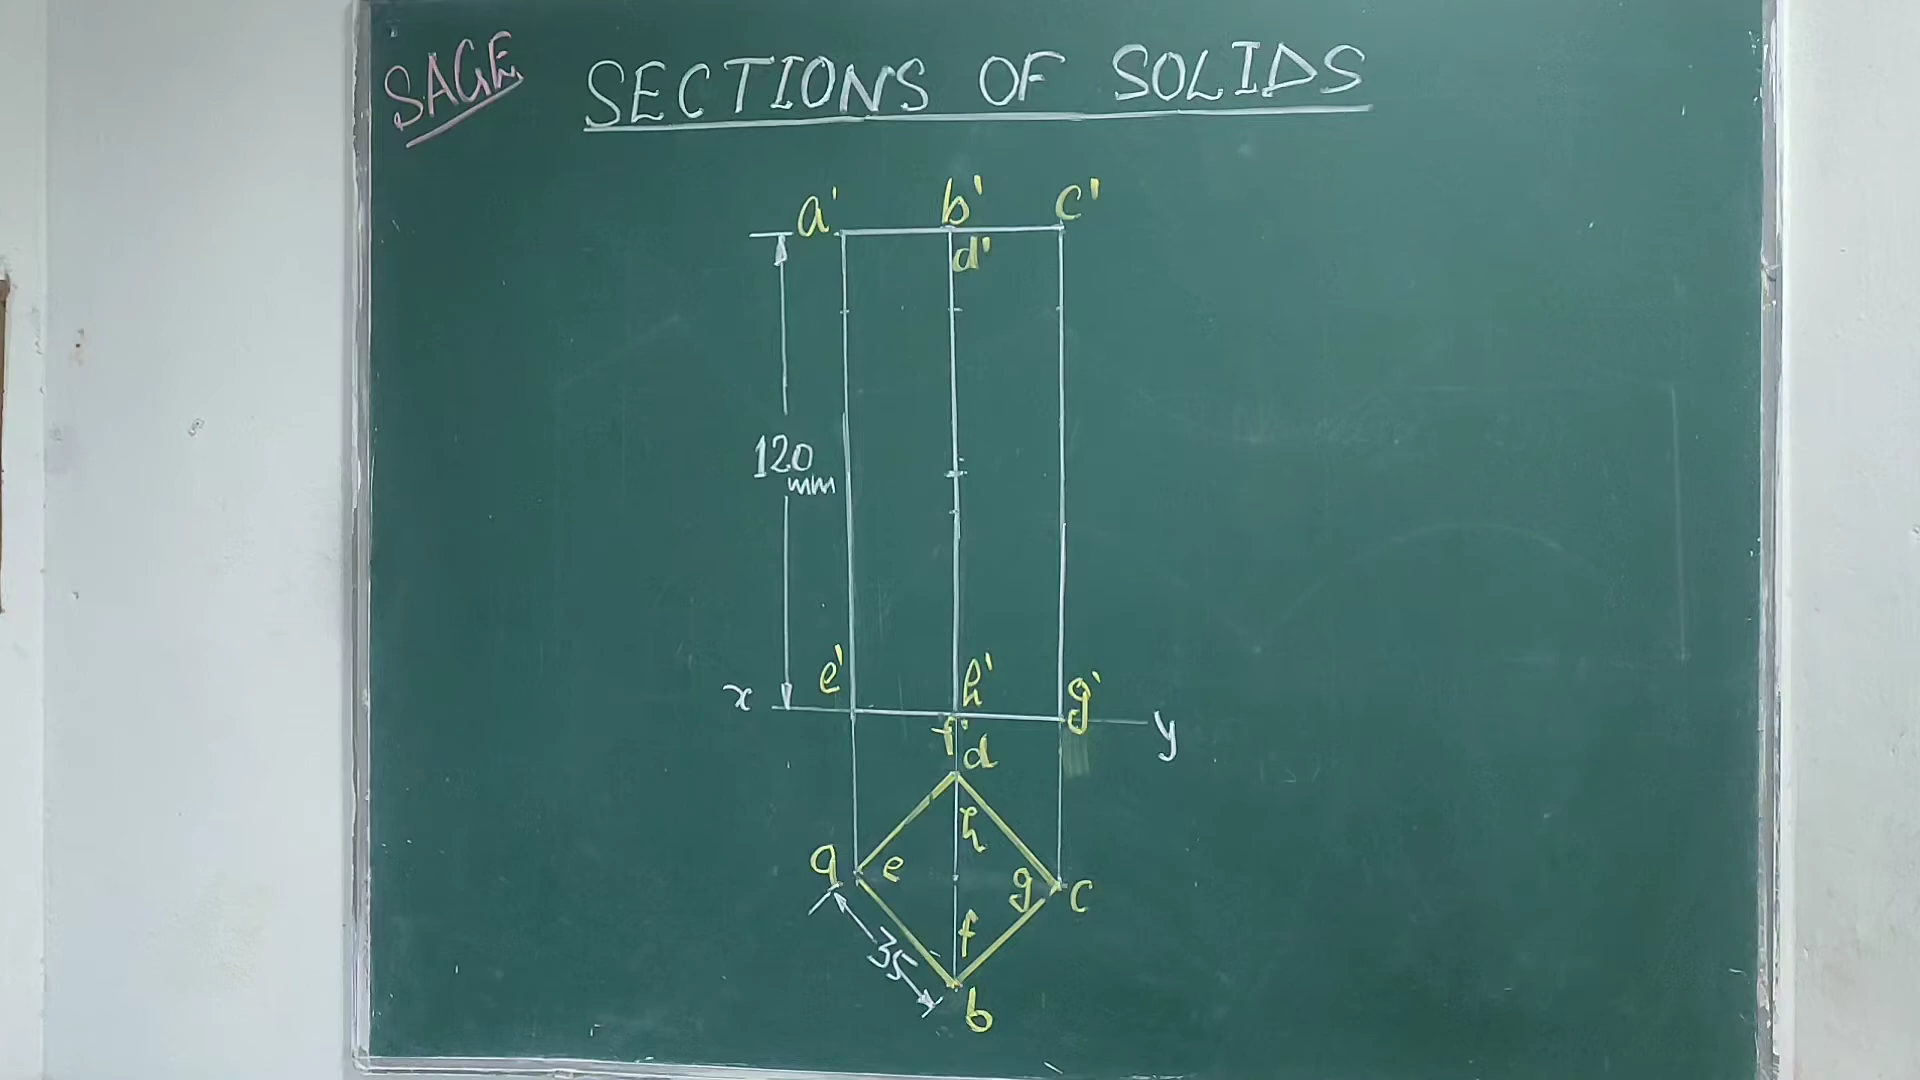 SAGE SECTIONS OF SOLIDS
a' b' c'
d'
120
mm
e' h' g'
x y
f' d
h
a e g c
f
35
b